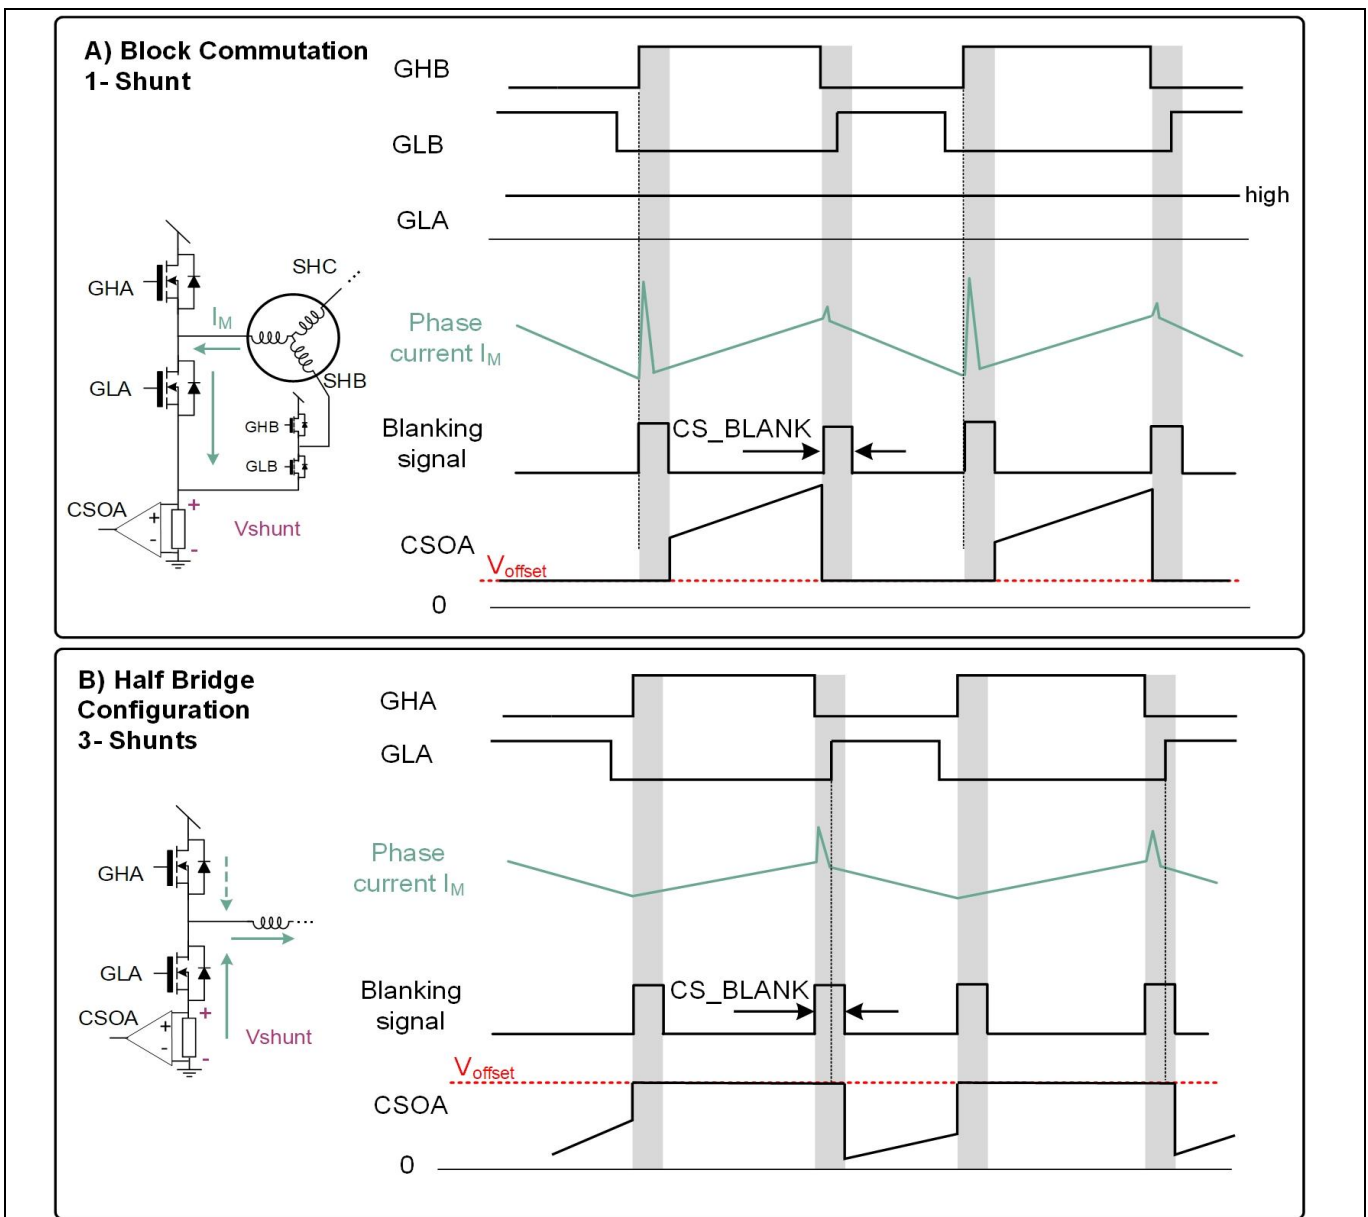 A) Block Commutation
1- Shunt
GHB
GLB
high
GLA
SHC
GHA
IM
Phase
current IM
GLA
SHB
GHB
Blanking
signal
CS_BLANK
GLB
CSOA
+
+
-
-
Vshunt
CSOA
Voffset
0
B) Half Bridge
Configuration
3- Shunts
GHA
GLA
Phase
current IM
GHA
GLA
Blanking
signal
CS_BLANK
CSOA
+
+
-
-
Vshunt
Voffset
CSOA
0